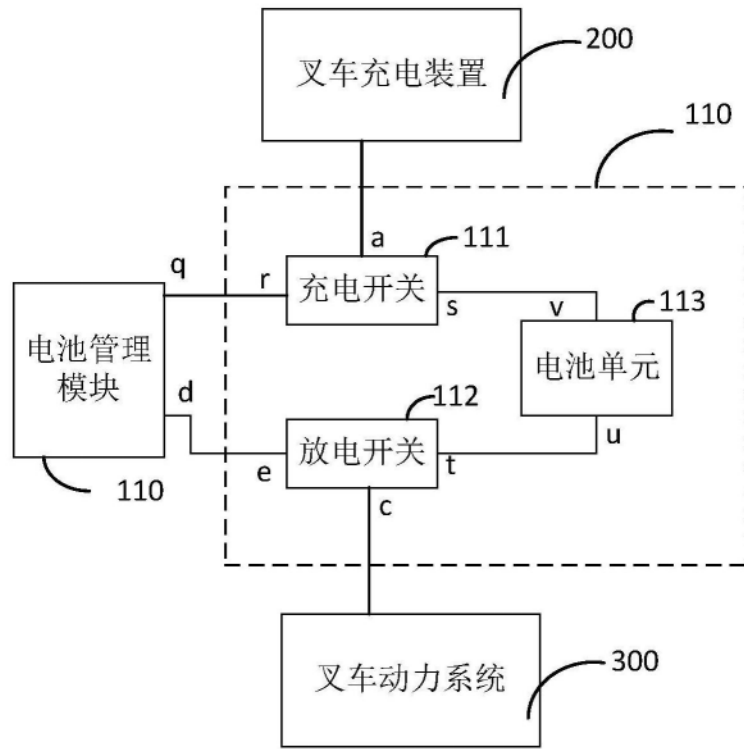 200
叉车充电装置
110
a
111
q
r
充电开关
s
v
113
电池管理
模块
电池单元
d
112
u
放电开关
e
t
110
c
300
叉车动力系统